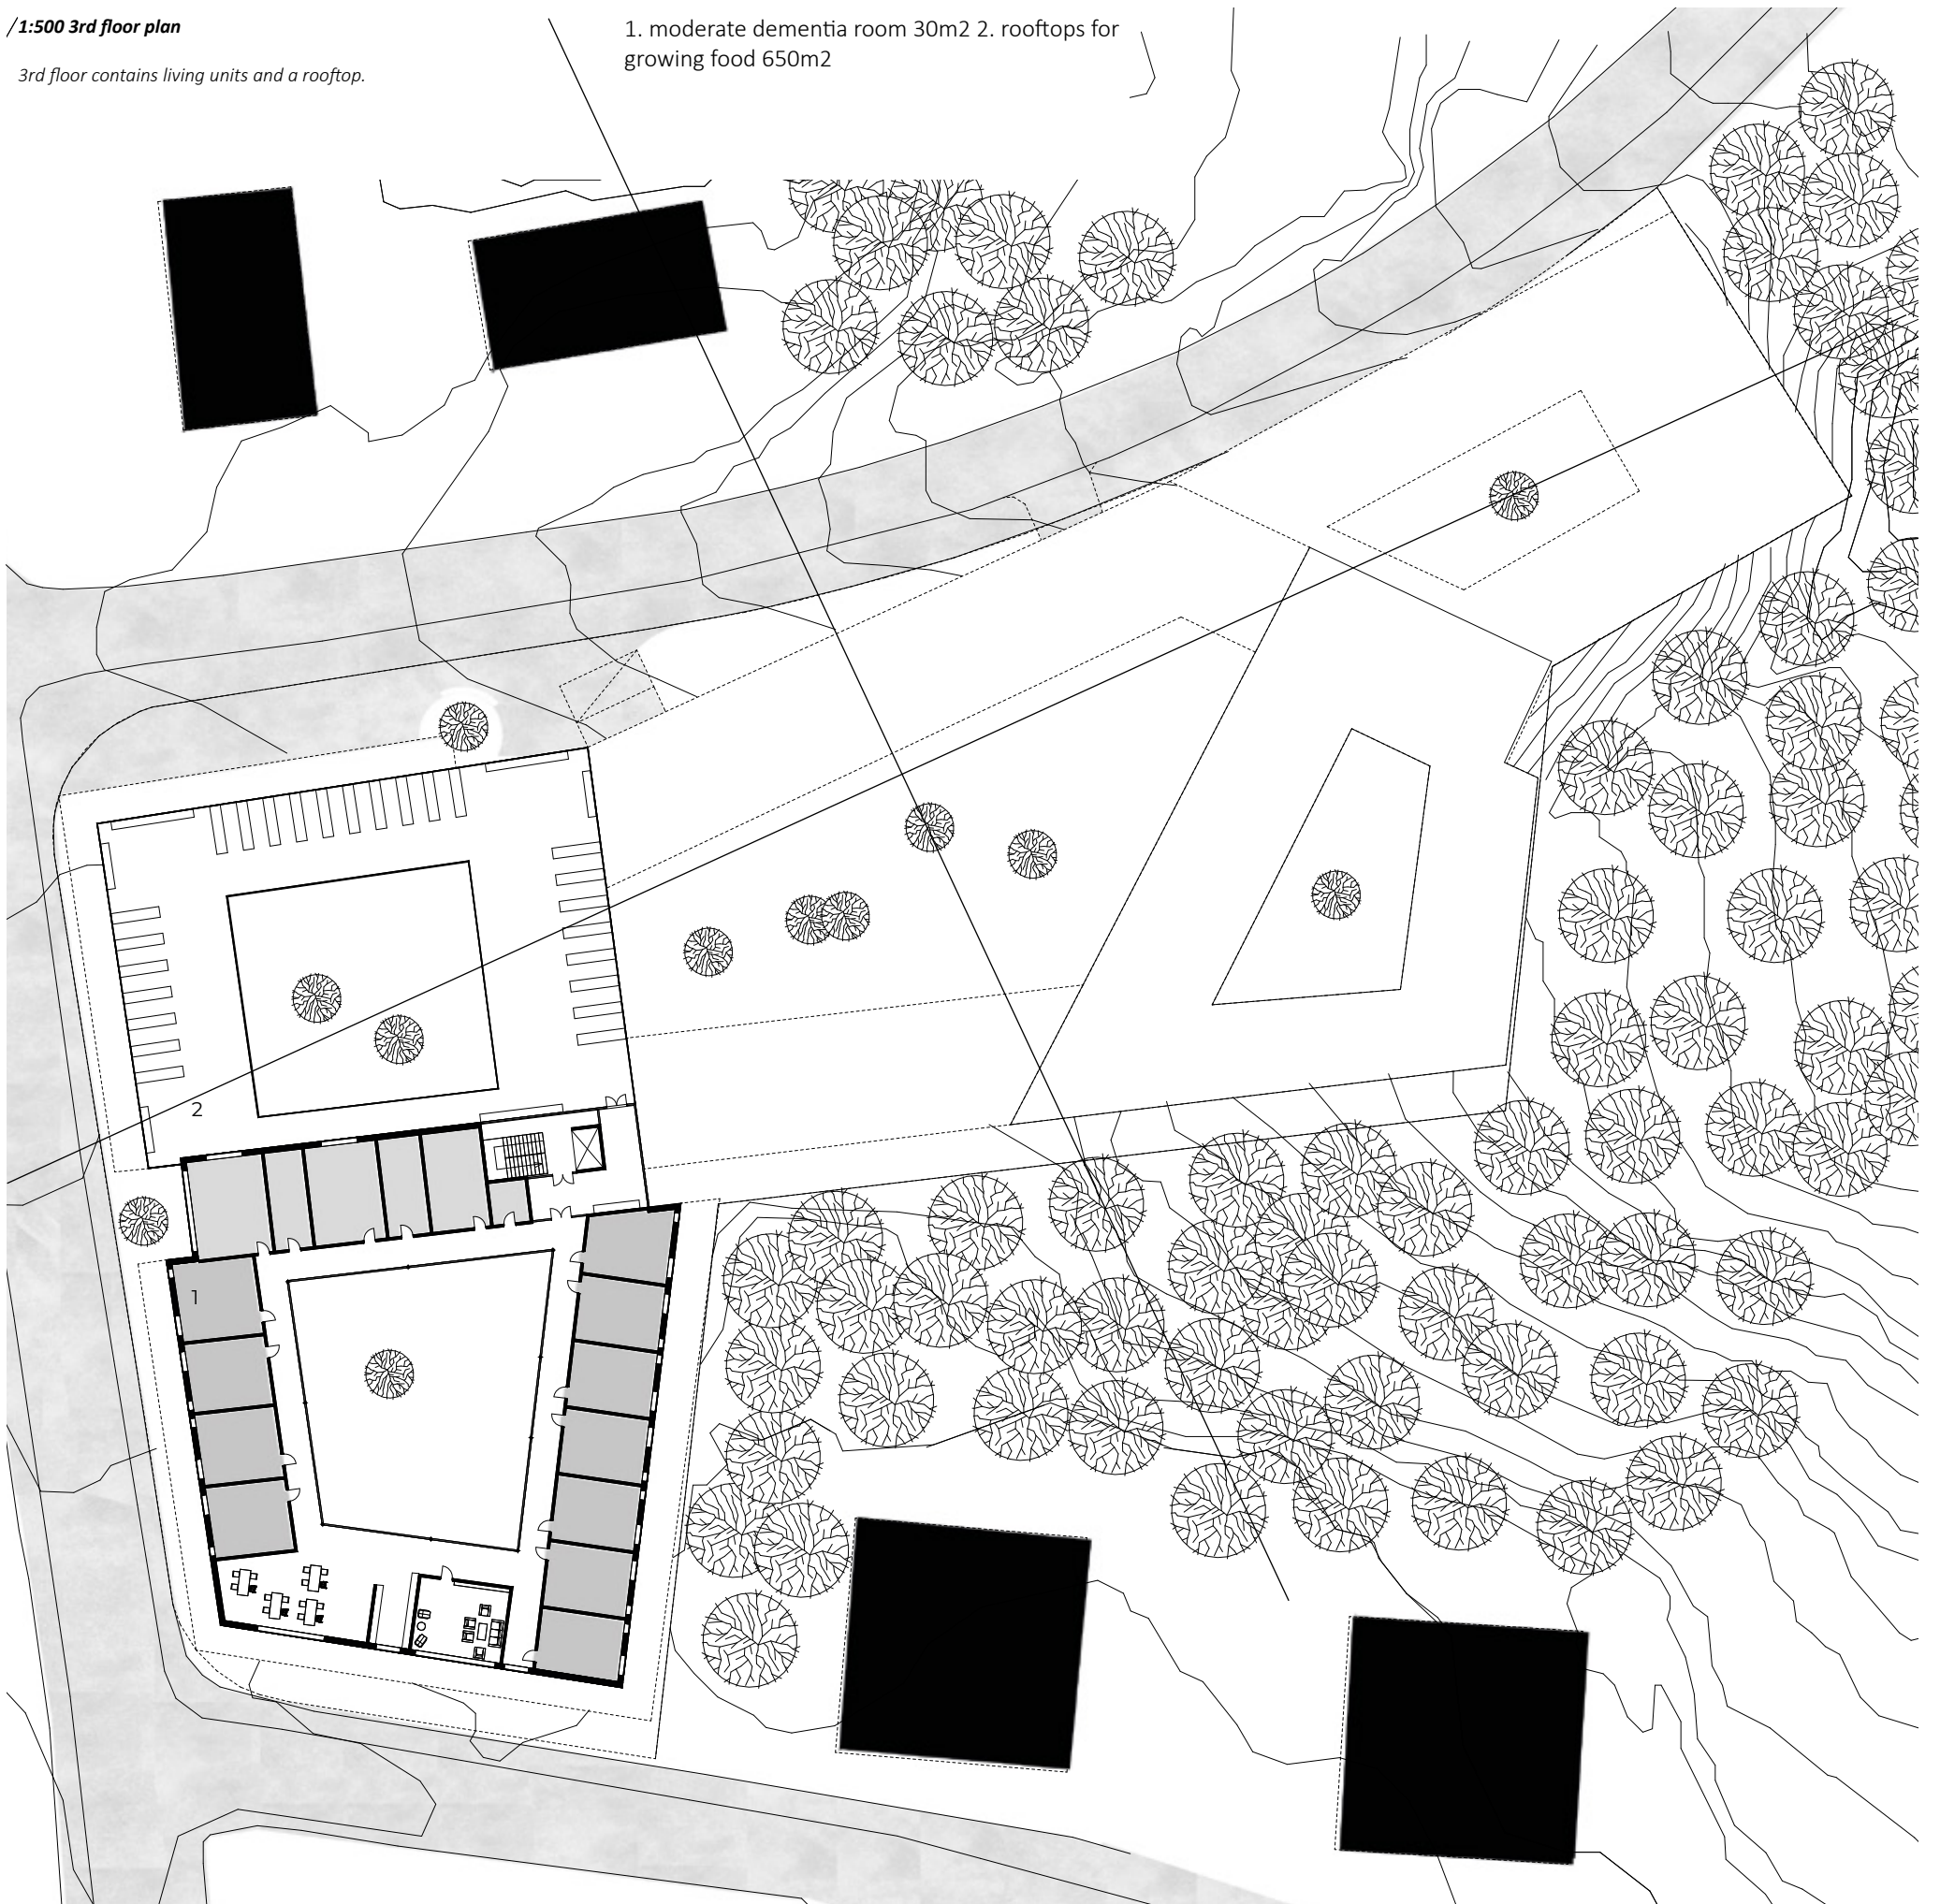 /1:500 3rd floor plan
3rd floor contains living units and a rooftop.
1. moderate dementia room 30m2 2. rooftops for
growing food 650m2
2
1